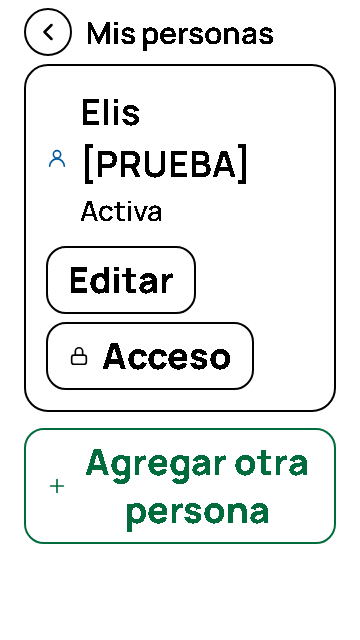 Mis personas
Elis
[PRUEBA]
Activa
Editar
Acceso
Agregar otra
persona